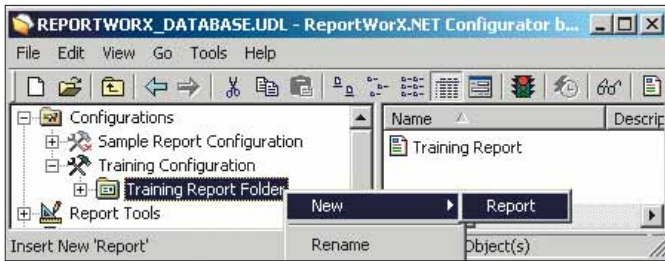 REPORTWORX_DATABASE.UDL - ReportWorX.NET Configurator b...
File Edit View Go Tools Help
Configurations
Sample Report Configuration
Training Configuration
Training Report Folder
Report Tools
Name Descrip
Training Report
New Report
Rename
Insert New 'Report' Object(s)